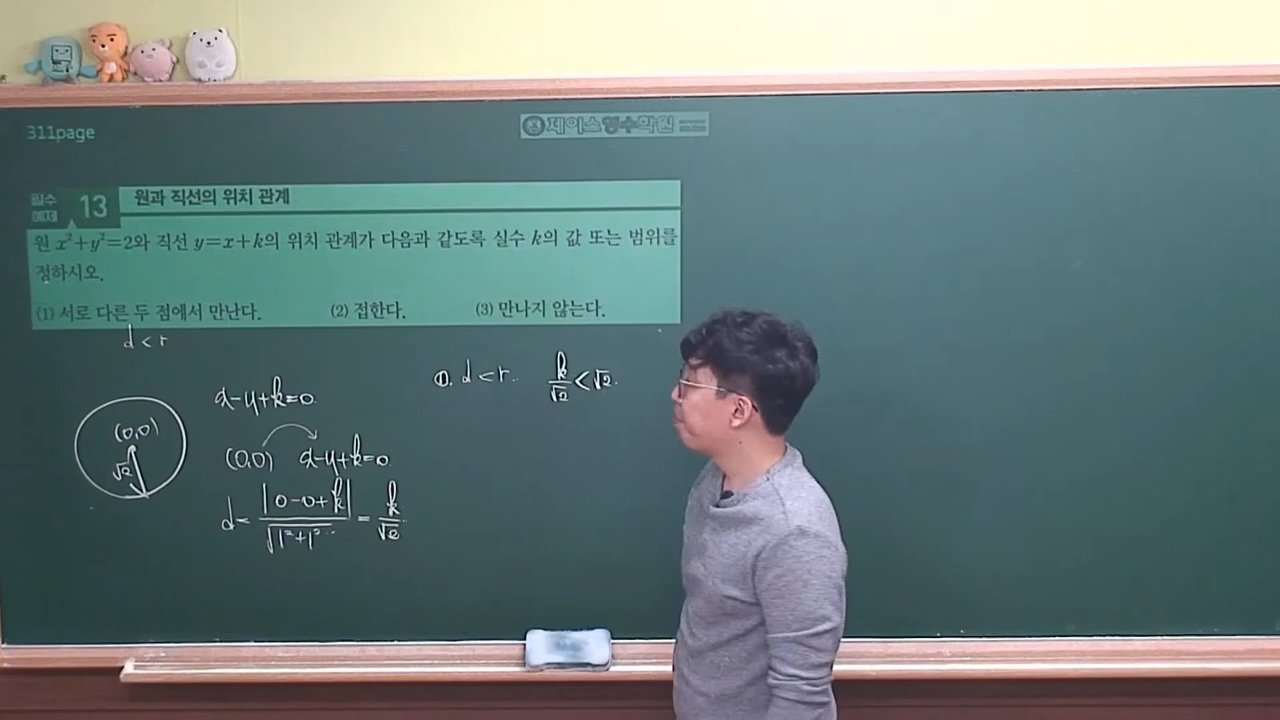 311page
제이스영수학원
필수 예제 13 원과 직선의 위치 관계
원 x²+y²=2와 직선 y=x+k의 위치 관계가 다음과 같도록 실수 k의 값 또는 범위를
정하시오.
(1) 서로 다른 두 점에서 만난다. (2) 접한다. (3) 만나지 않는다.
d<r
(0,0)
√2
x-y+k=0
(0,0) x-y+k=0
d=|0-0+k|/√(1²+1²)=k/√2
①. d<r. k/√2<√2.